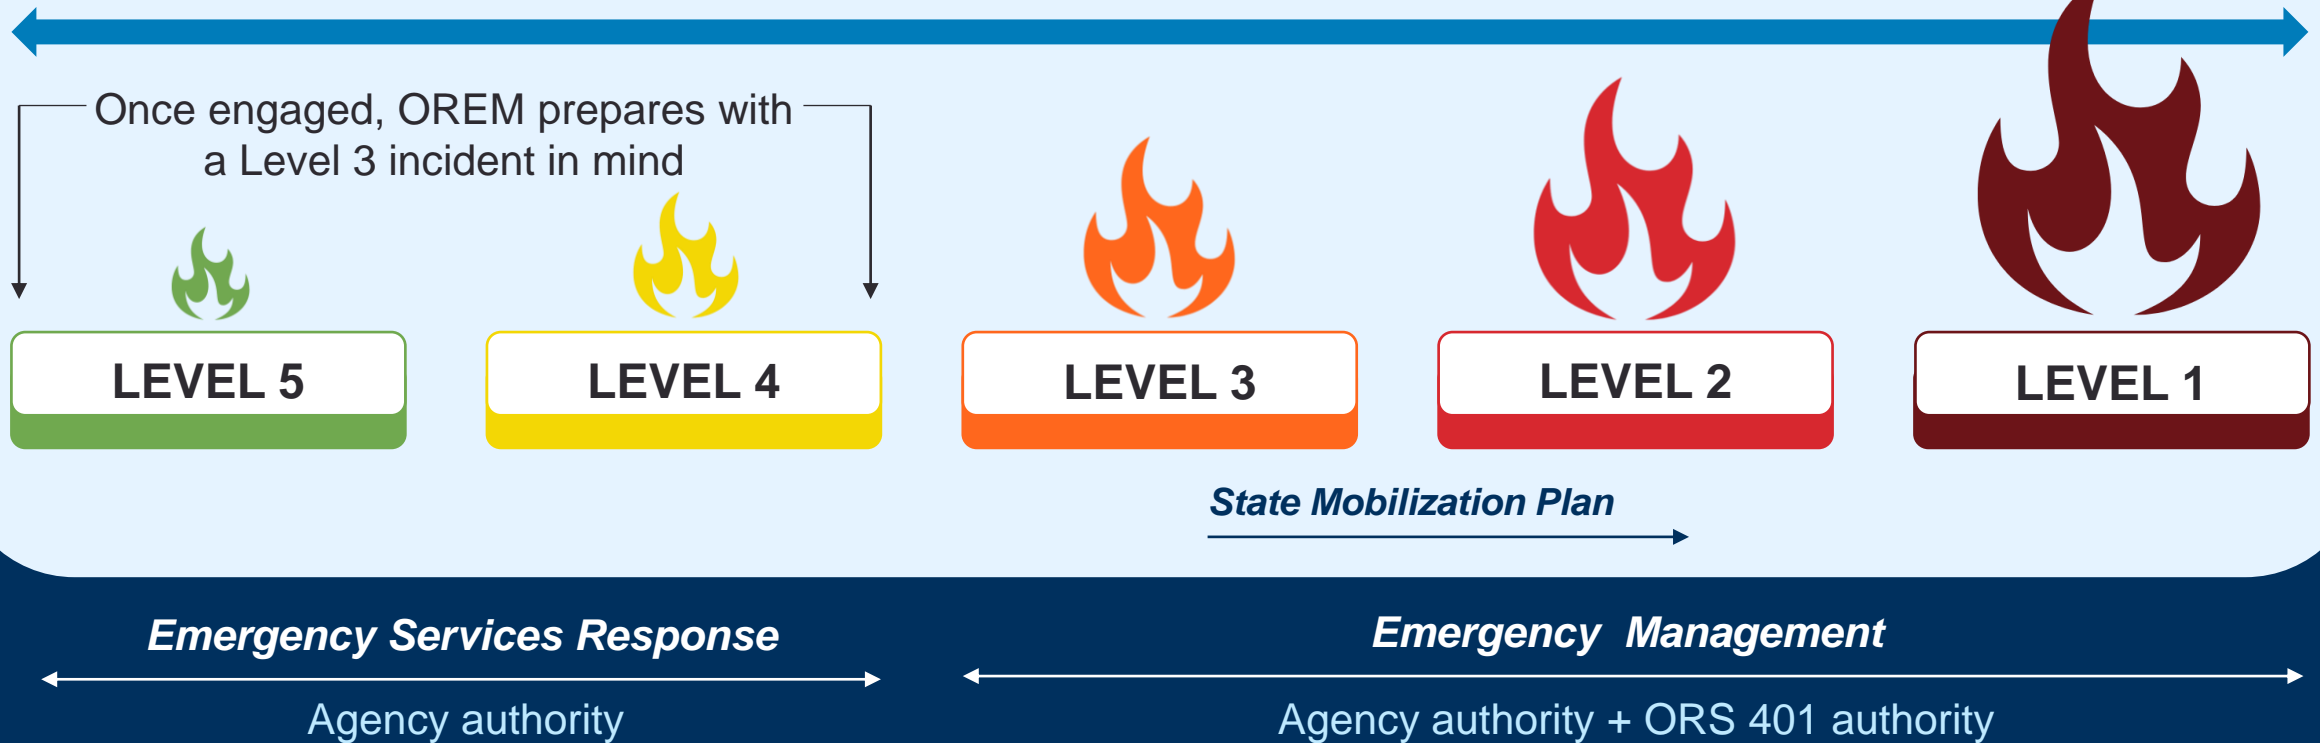 Once engaged, OREM prepares with
a Level 3 incident in mind
LEVEL 5
LEVEL 4
LEVEL 3
LEVEL 2
LEVEL 1
State Mobilization Plan
Emergency Services Response
Emergency Management
Agency authority
Agency authority + ORS 401 authority